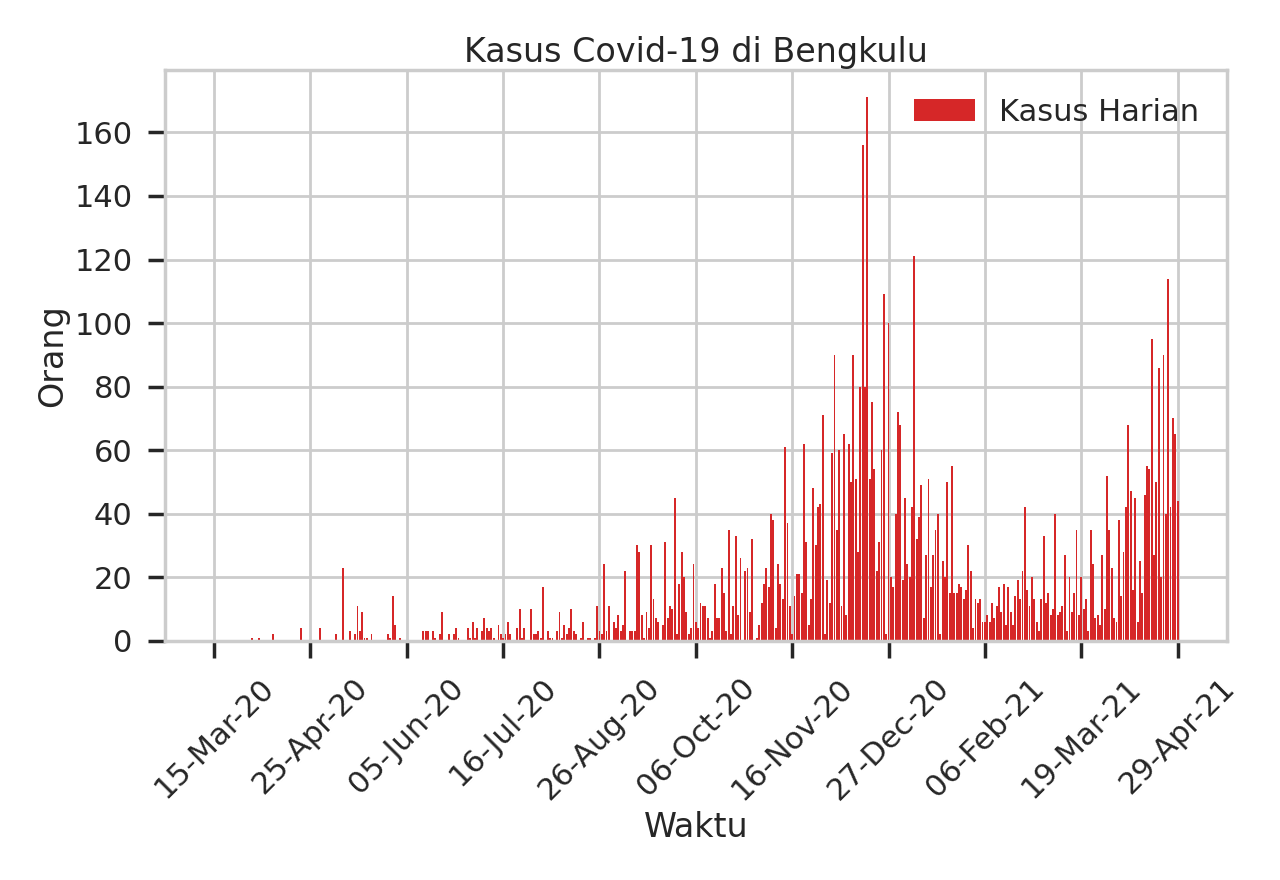 Kasus Covid-19 di Bengkulu
Kasus Harian
Orang
160
140
120
100
80
60
40
20
0
15-Mar-20
25-Apr-20
05-Jun-20
16-Jul-20
26-Aug-20
06-Oct-20
16-Nov-20
27-Dec-20
06-Feb-21
19-Mar-21
29-Apr-21
Waktu